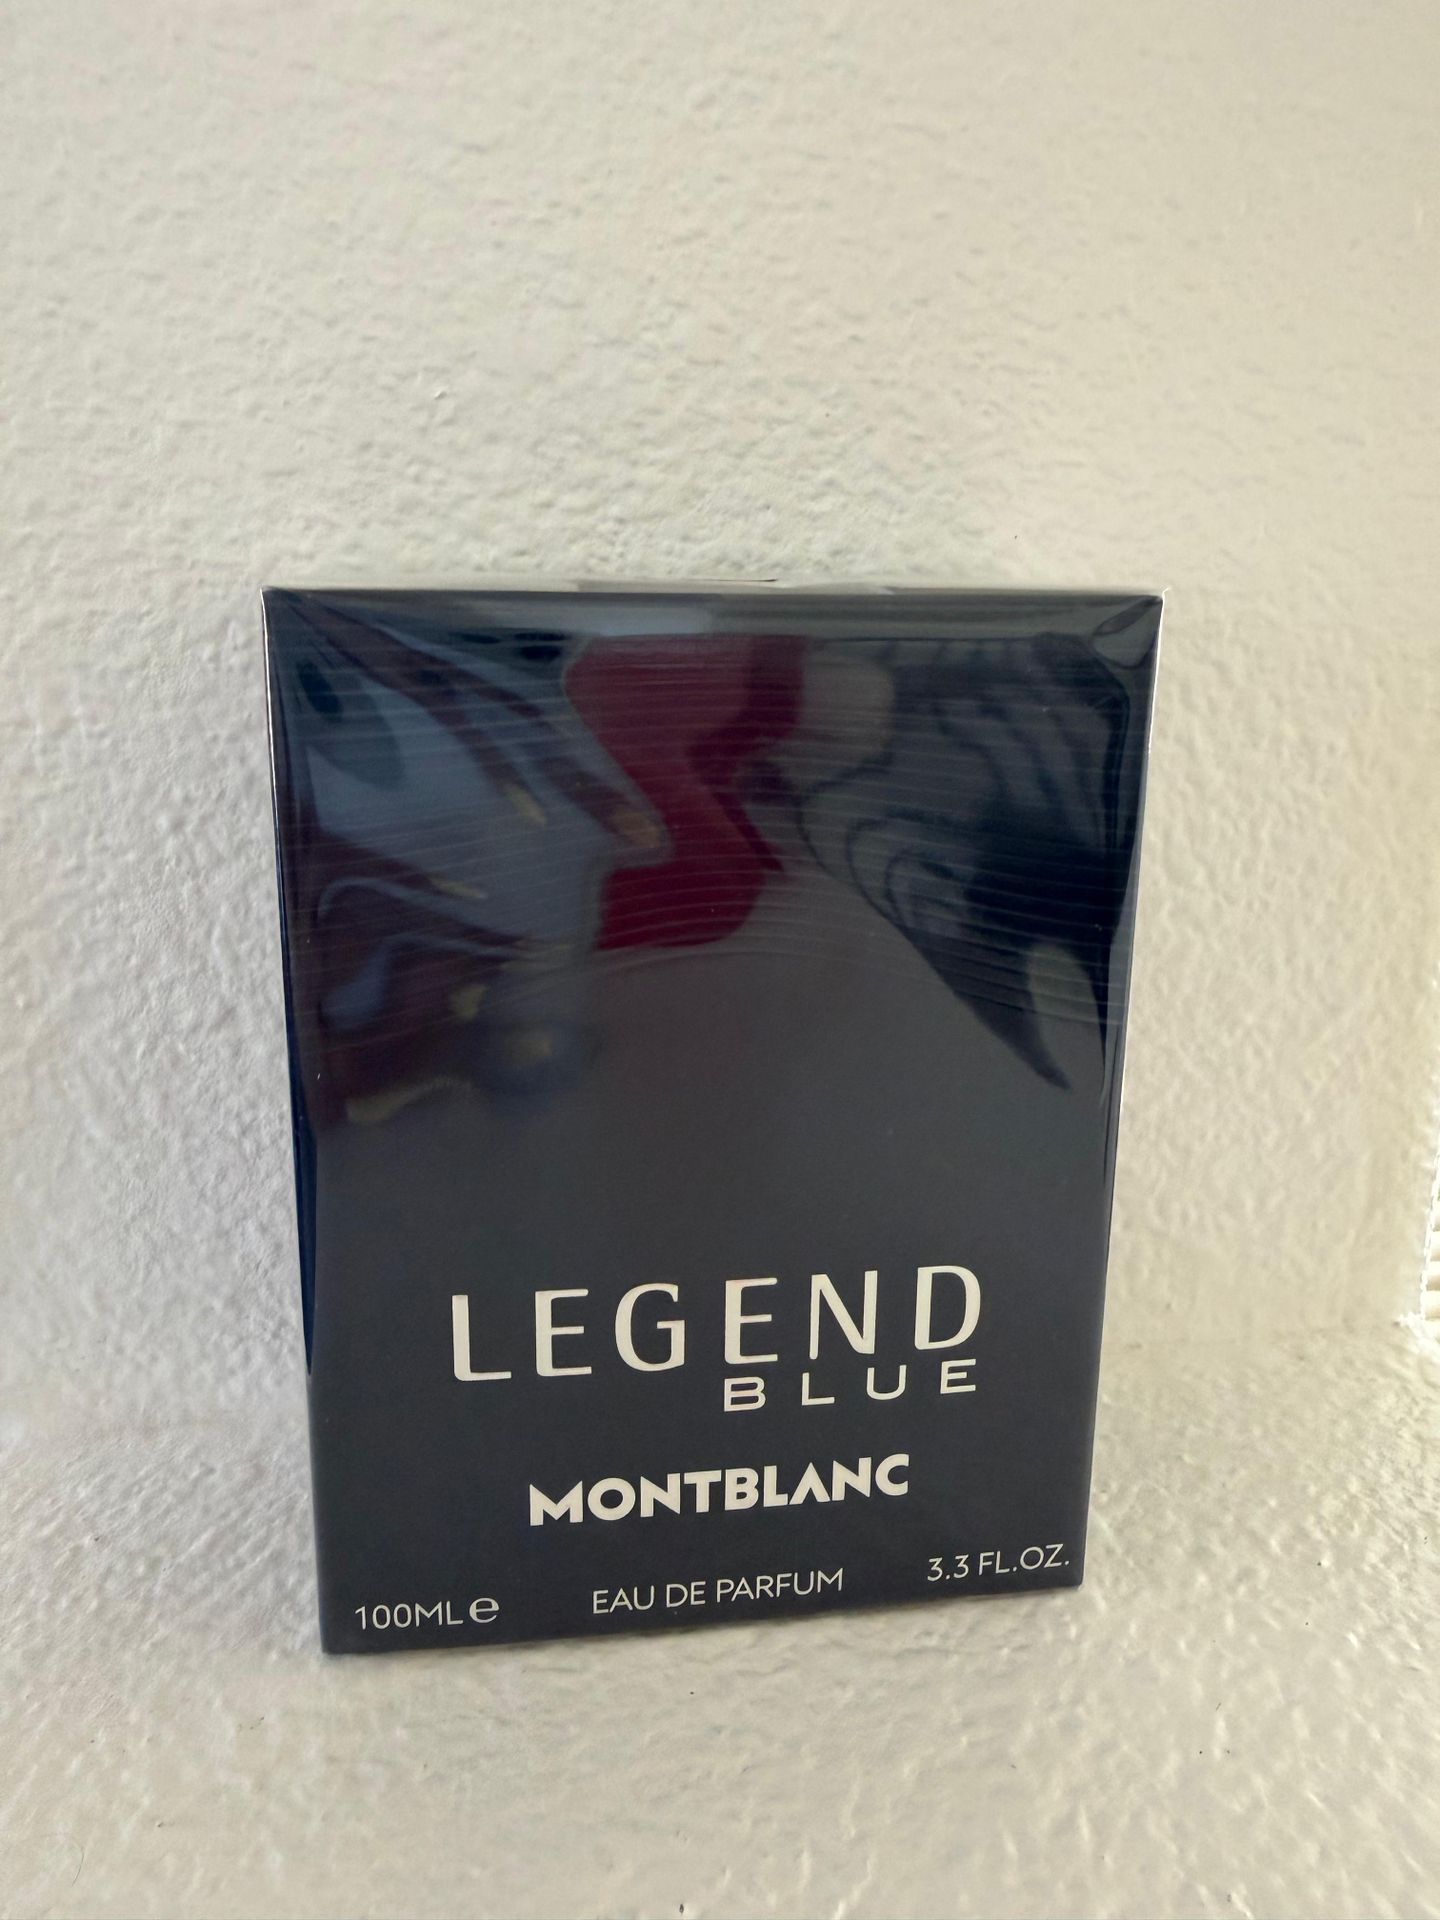 LEGEND
BLUE
MONTBLANC
100ML e EAU DE PARFUM 3.3 FL.OZ.